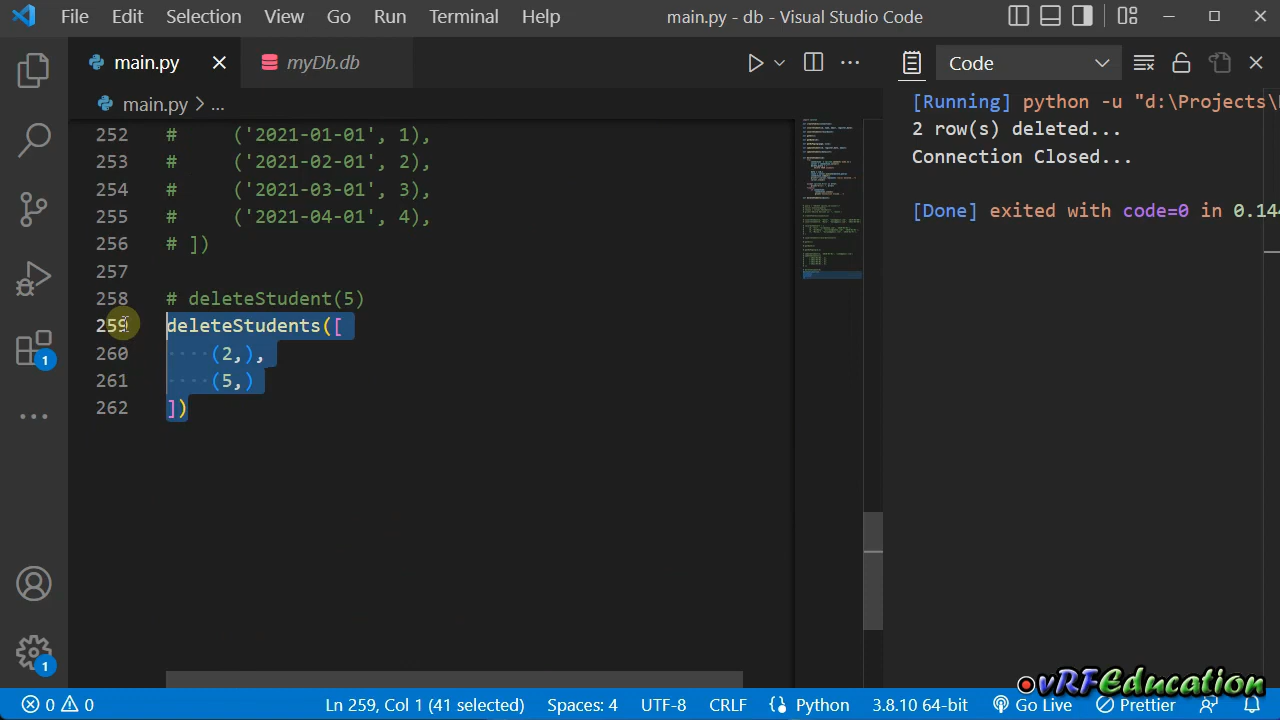 File Edit Selection View Go Run Terminal Help main.py - db - Visual Studio Code
main.py myDb.db Code
main.py > ...
252 # ('2021-01-01', 1),
253 # ('2021-02-01', 2),
254 # ('2021-03-01', 3),
255 # ('2021-04-01', 4),
256 # ])
257
258 # deleteStudent(5)
259 deleteStudents([
260 ····(2,),
261 ····(5,)
262 ])
[Running] python -u "d:\Projects\
2 row(s) deleted...
Connection Closed...
[Done] exited with code=0 in 0.14
1
1
vRFEducation
0 0 Ln 259, Col 1 (41 selected) Spaces: 4 UTF-8 CRLF Python 3.8.10 64-bit Go Live Prettier